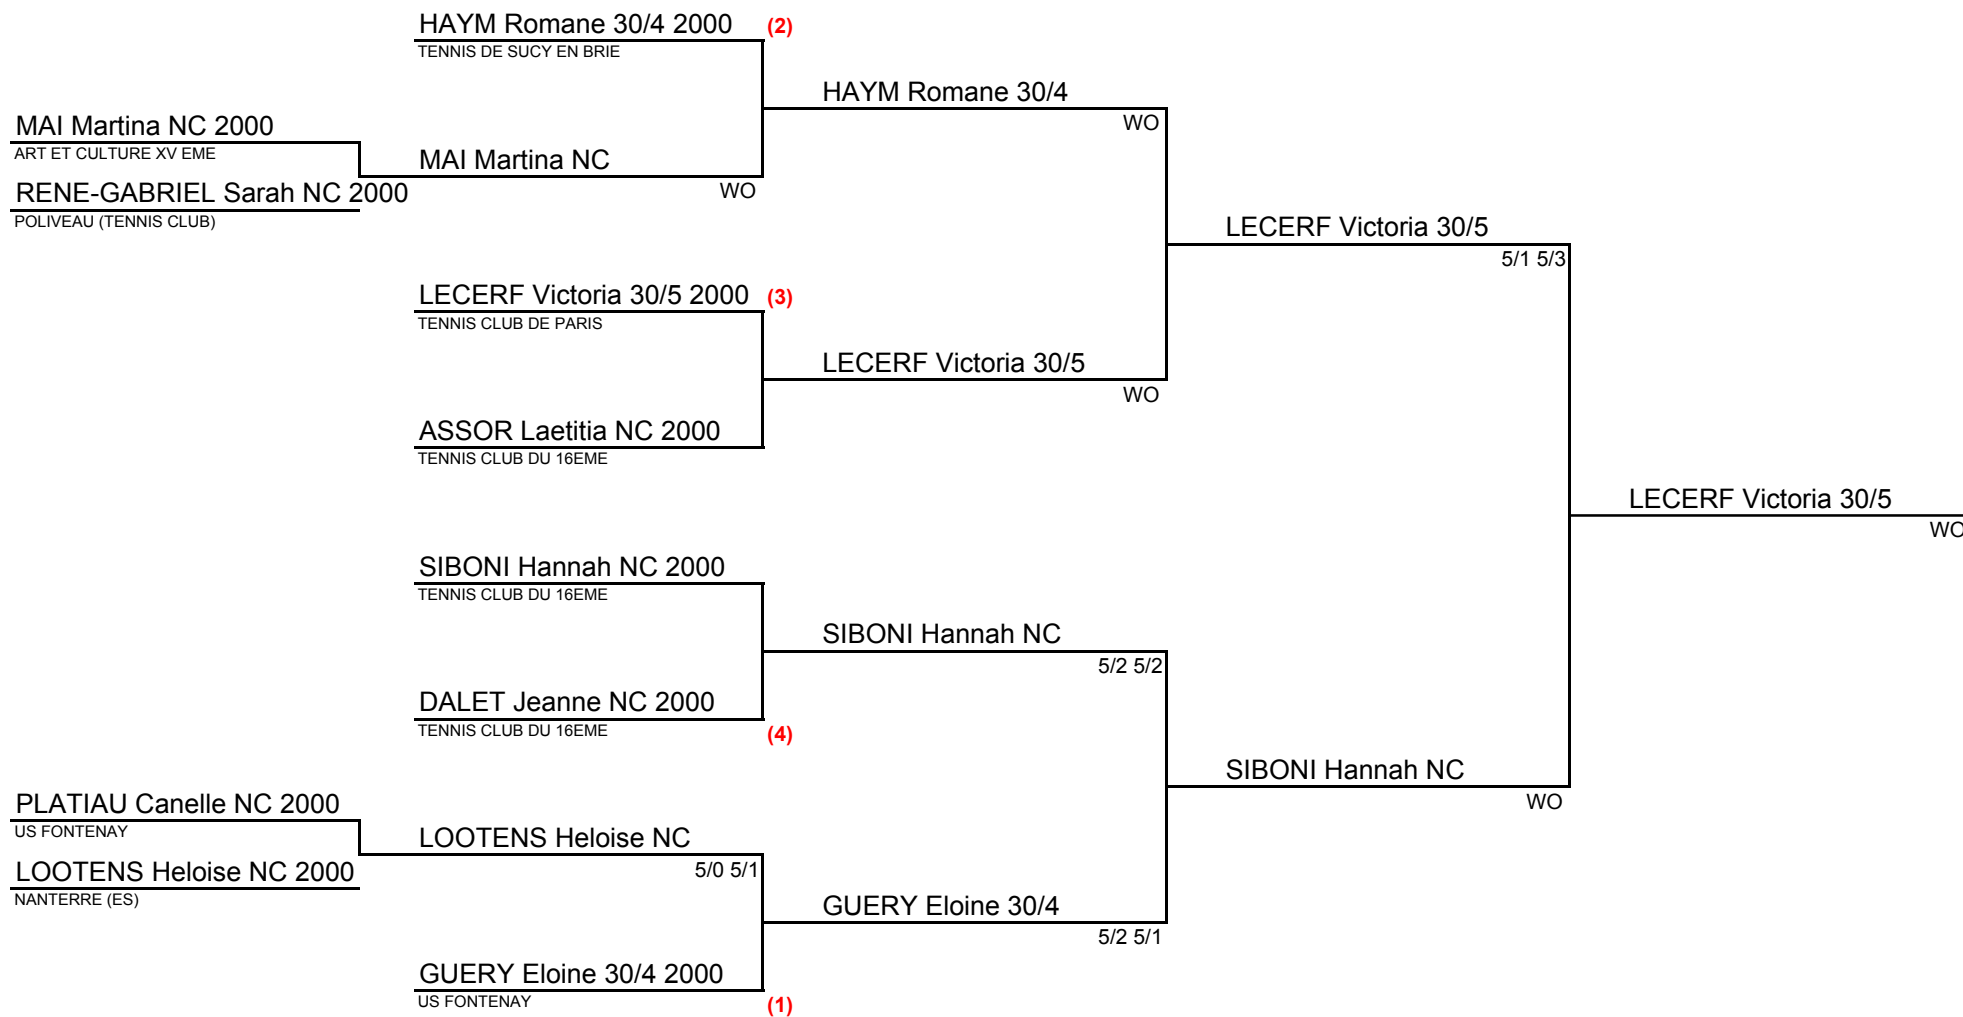 HAYM Romane 30/4 2000 (2)
TENNIS DE SUCY EN BRIE
HAYM Romane 30/4
WO
MAI Martina NC 2000
ART ET CULTURE XV EME
MAI Martina NC
WO
RENE-GABRIEL Sarah NC 2000
POLIVEAU (TENNIS CLUB)
LECERF Victoria 30/5
5/1 5/3
LECERF Victoria 30/5 2000 (3)
TENNIS CLUB DE PARIS
LECERF Victoria 30/5
WO
ASSOR Laetitia NC 2000
TENNIS CLUB DU 16EME
LECERF Victoria 30/5
WO
SIBONI Hannah NC 2000
TENNIS CLUB DU 16EME
SIBONI Hannah NC
5/2 5/2
DALET Jeanne NC 2000
TENNIS CLUB DU 16EME
(4)
SIBONI Hannah NC
WO
PLATIAU Canelle NC 2000
US FONTENAY
LOOTENS Heloise NC
5/0 5/1
LOOTENS Heloise NC 2000
NANTERRE (ES)
GUERY Eloine 30/4
5/2 5/1
GUERY Eloine 30/4 2000
US FONTENAY
(1)